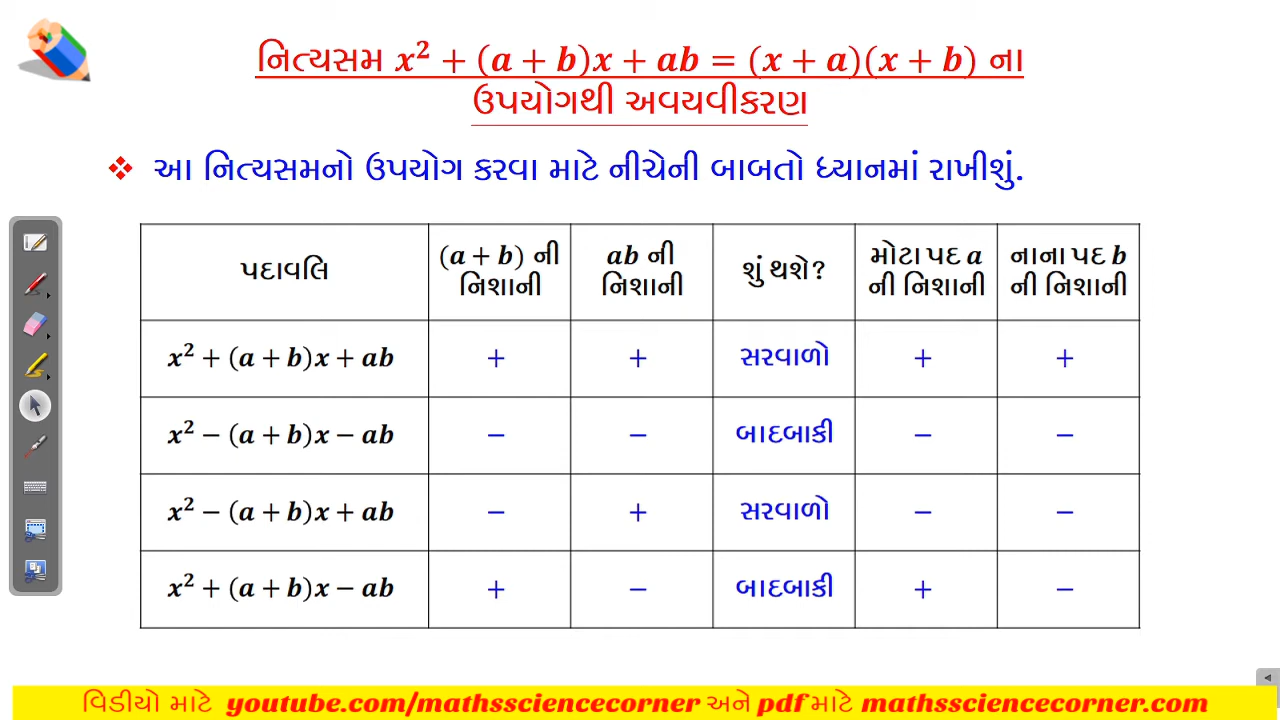 નિત્યસમ x² + (a + b)x + ab = (x + a)(x + b) ના
ઉપયોગથી અવયવીકરણ
❖ આ નિત્યસમનો ઉપયોગ કરવા માટે નીચેની બાબતો ધ્યાનમાં રાખીશું.
પદાવલિ (a + b) ની નિશાની ab ની નિશાની શું થશે? મોટા પદ a ની નિશાની નાના પદ b ની નિશાની
x² + (a + b)x + ab + + સરવાળો + +
x² − (a + b)x − ab − − બાદબાકી − −
x² − (a + b)x + ab − + સરવાળો − −
x² + (a + b)x − ab + − બાદબાકી + −
વિડીયો માટે youtube.com/mathssciencecorner અને pdf માટે mathssciencecorner.com